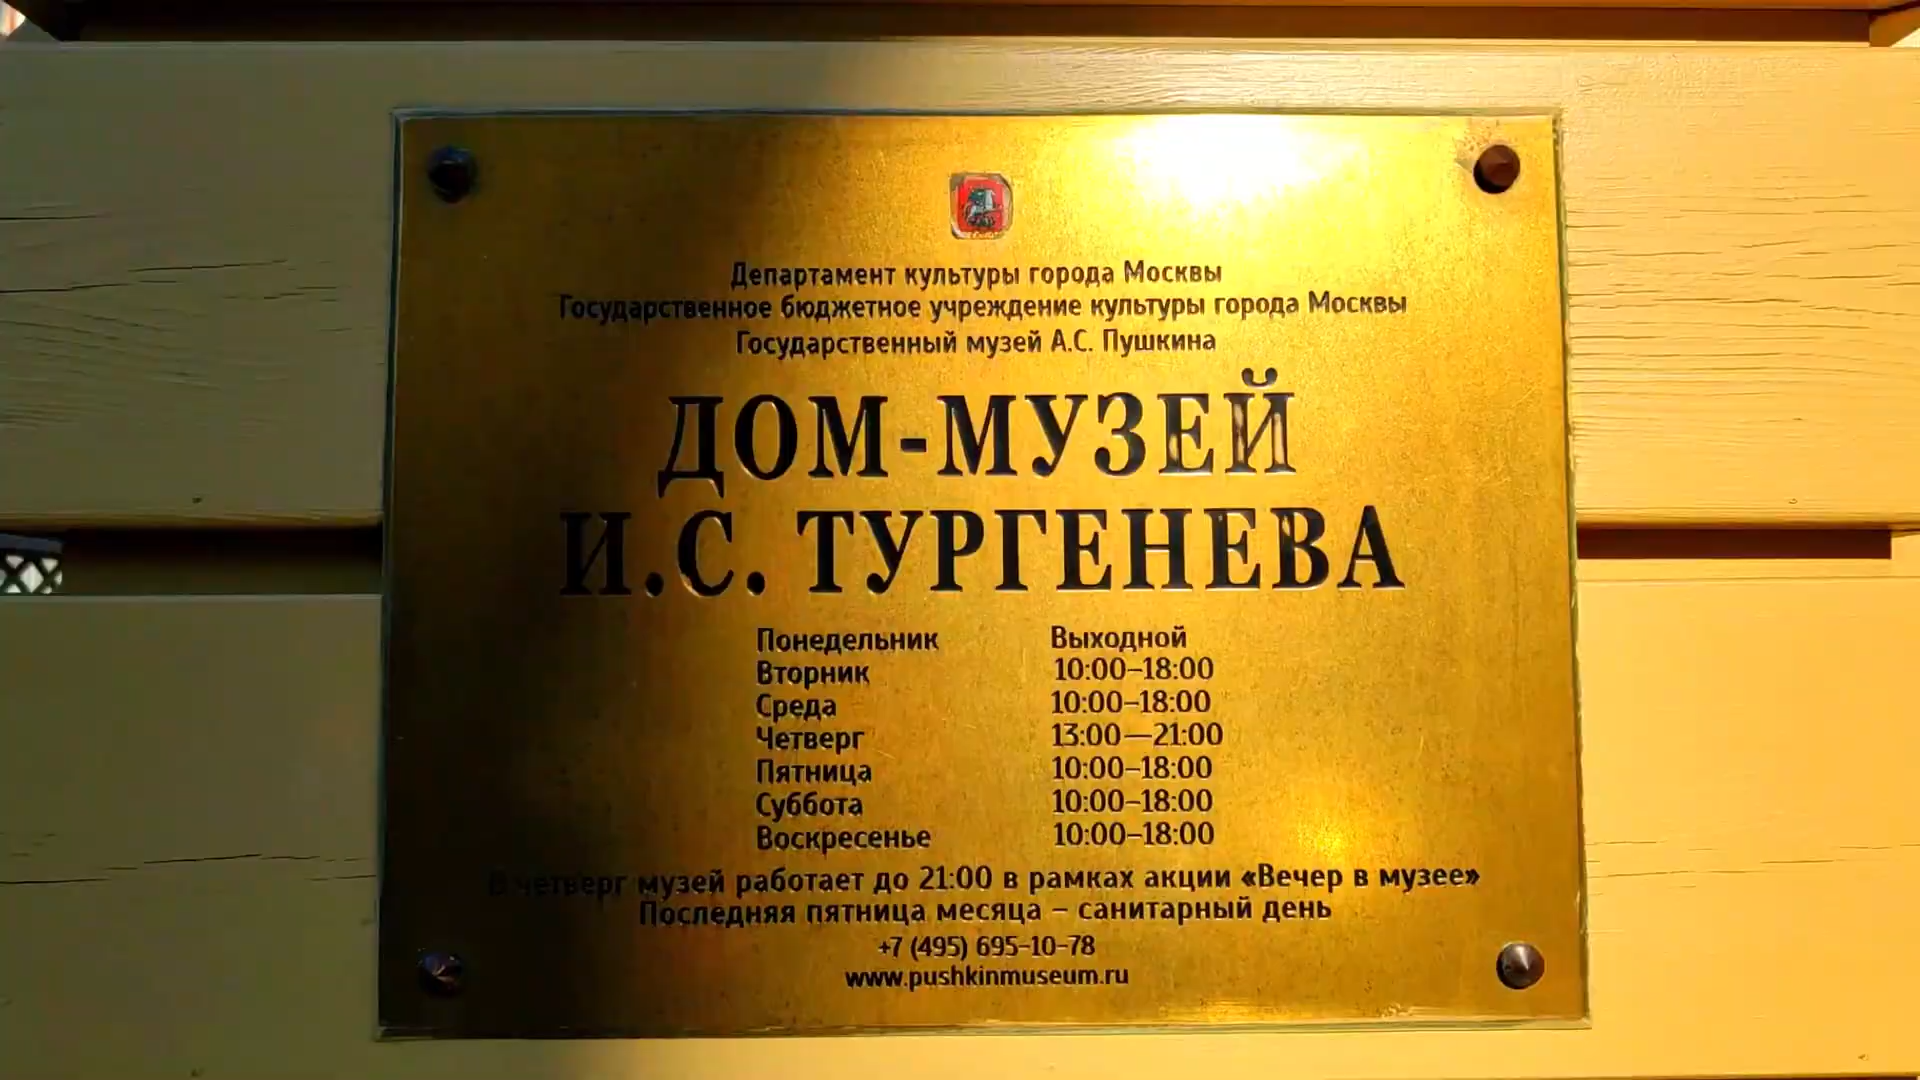 Департамент культуры города Москвы
Государственное бюджетное учреждение культуры города Москвы
Государственный музей А.С. Пушкина
ДОМ-МУЗЕЙ
И.С. ТУРГЕНЕВА
Понедельник Выходной
Вторник 10:00–18:00
Среда 10:00–18:00
Четверг 13:00—21:00
Пятница 10:00–18:00
Суббота 10:00–18:00
Воскресенье 10:00–18:00
В четверг музей работает до 21:00 в рамках акции «Вечер в музее»
Последняя пятница месяца – санитарный день
+7 (495) 695-10-78
www.pushkinmuseum.ru